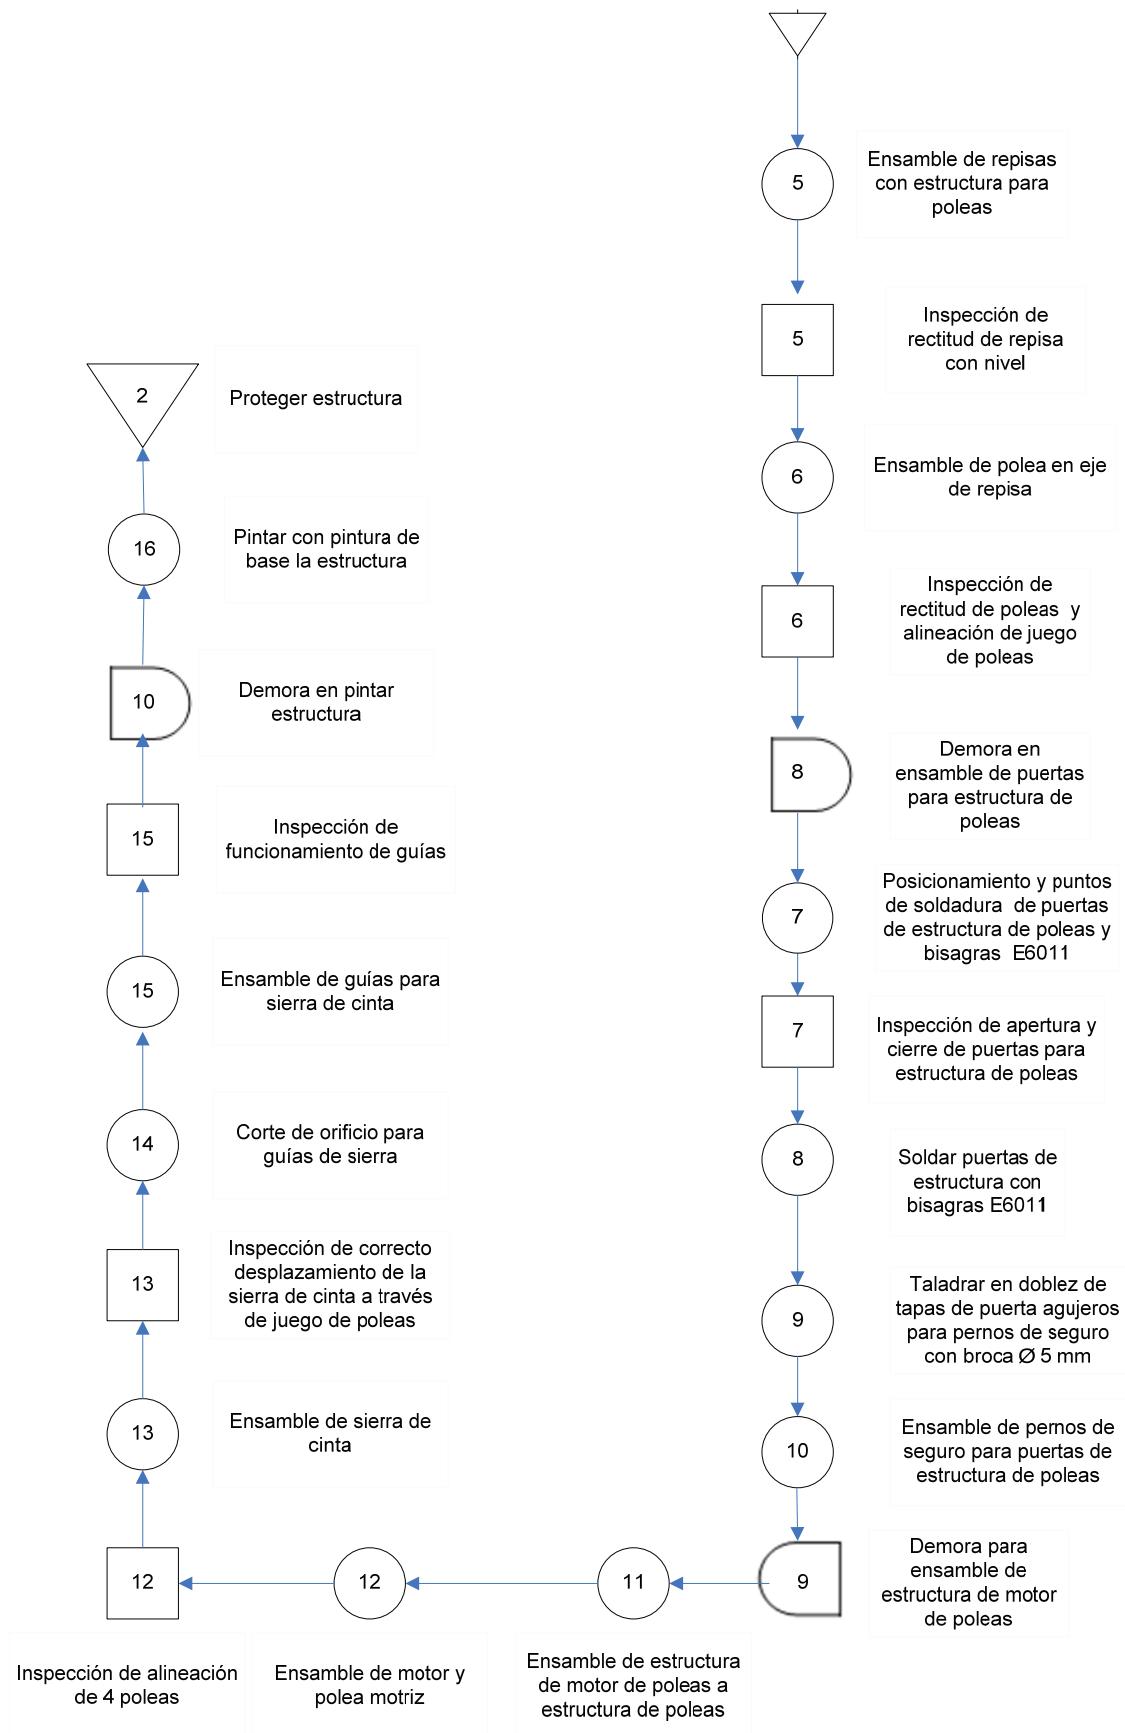 5
Ensamble de repisas
con estructura para
poleas
5
Inspección de
rectitud de repisa
con nivel
6
Ensamble de polea en eje
de repisa
6
Inspección de
rectitud de poleas y
alineación de juego
de poleas
8
Demora en
ensamble de puertas
para estructura de
poleas
7
Posicionamiento y puntos
de soldadura de puertas
de estructura de poleas y
bisagras E6011
7
Inspección de apertura y
cierre de puertas para
estructura de poleas
8
Soldar puertas de
estructura con
bisagras E6011
9
Taladrar en doblez de
tapas de puerta agujeros
para pernos de seguro
con broca Ø 5 mm
10
Ensamble de pernos de
seguro para puertas de
estructura de poleas
9
Demora para
ensamble de
estructura de motor
de poleas
11
Ensamble de estructura
de motor de poleas a
estructura de poleas
12
Ensamble de motor y
polea motriz
12
Inspección de alineación
de 4 poleas
13
Ensamble de sierra de
cinta
13
Inspección de correcto
desplazamiento de la
sierra de cinta a través
de juego de poleas
14
Corte de orificio para
guías de sierra
15
Ensamble de guías para
sierra de cinta
15
Inspección de
funcionamiento de guías
10
Demora en pintar
estructura
16
Pintar con pintura de
base la estructura
2
Proteger estructura